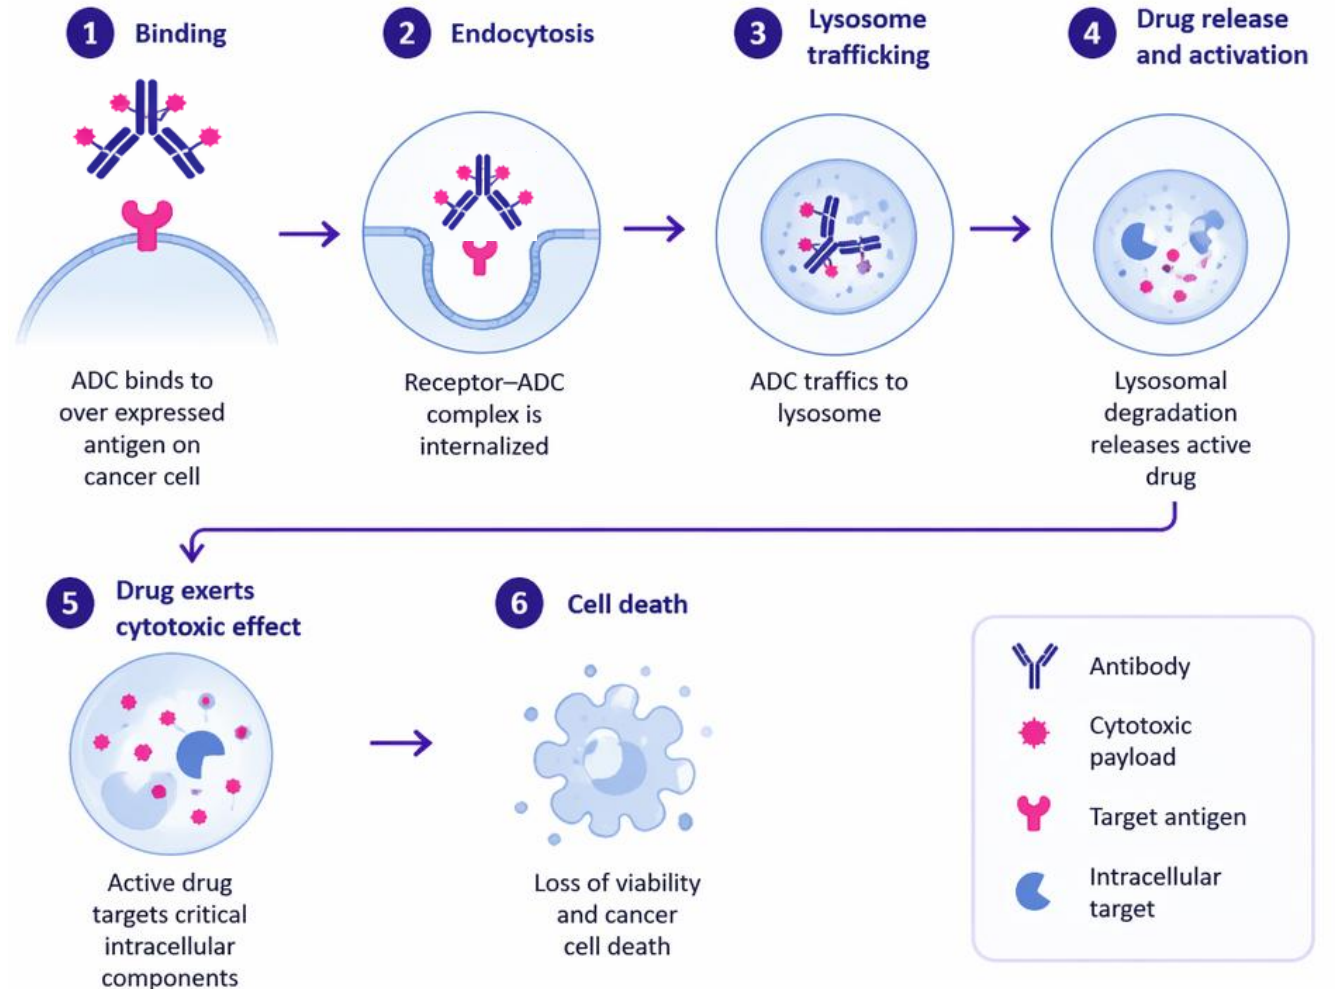 1 Binding
2 Endocytosis
3 Lysosome
trafficking
4 Drug release
and activation
ADC binds to
over expressed
antigen on
cancer cell
Receptor–ADC
complex is
internalized
ADC traffics to
lysosome
Lysosomal
degradation
releases active
drug
5 Drug exerts
cytotoxic effect
6 Cell death
Active drug
targets critical
intracellular
components
Loss of viability
and cancer
cell death
Antibody
Cytotoxic
payload
Target antigen
Intracellular
target